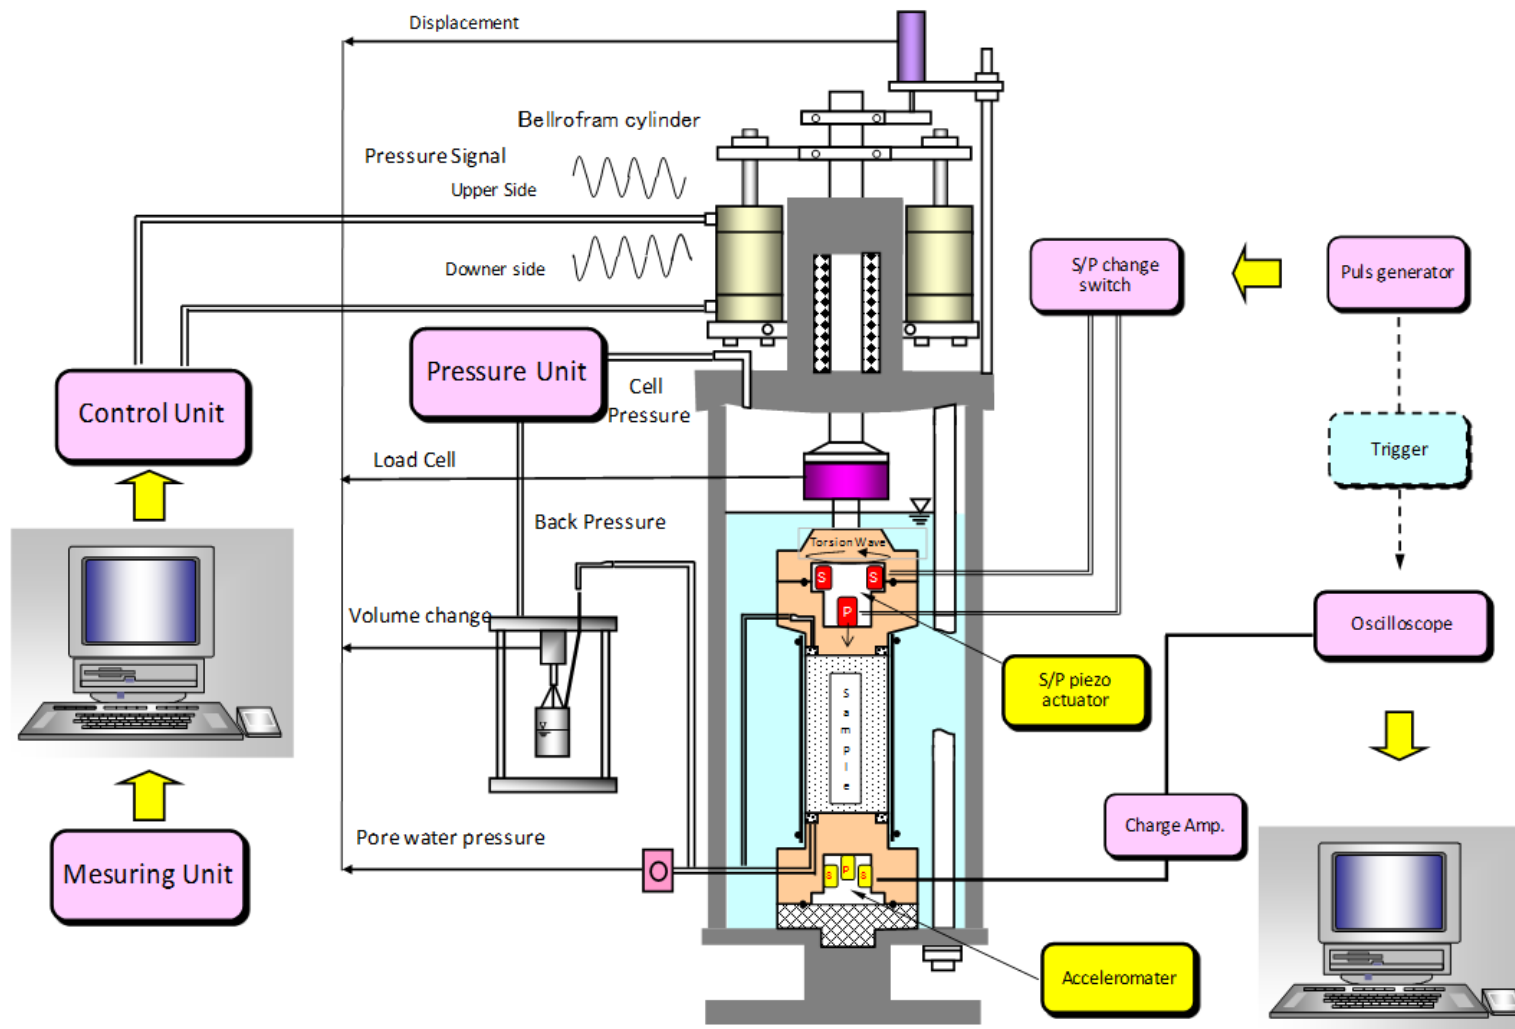 Displacement
Bellrofram cylinder
Pressure Signal
Upper Side
Downer side
S/P change
switch
Puls generator
Pressure Unit
Control Unit
Cell
Pressure
Trigger
Load Cell
Back Pressure
Torsion Wave
S
S
P
Volume change
Oscilloscope
S/P piezo
actuator
S
a
m
p
l
e
Charge Amp.
Pore water pressure
Mesuring Unit
S
P
S
Acceleromater